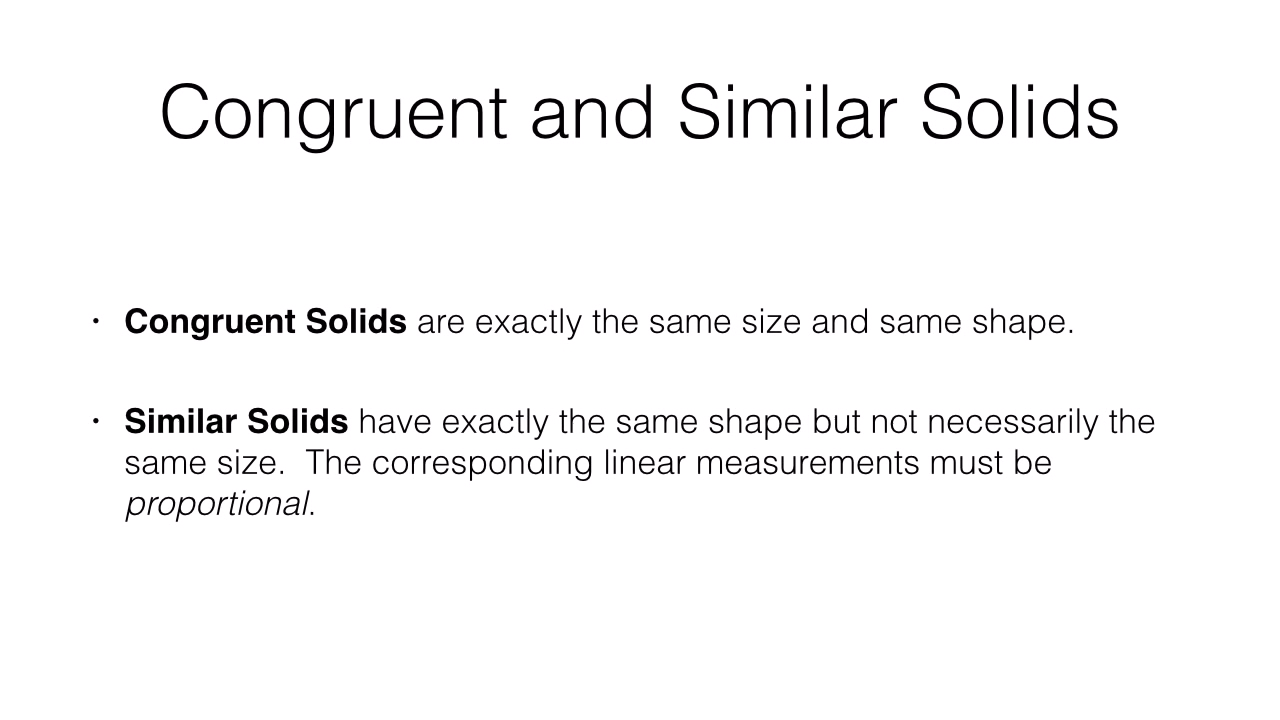 Congruent and Similar Solids
• Congruent Solids are exactly the same size and same shape.
• Similar Solids have exactly the same shape but not necessarily the
same size.  The corresponding linear measurements must be
proportional.